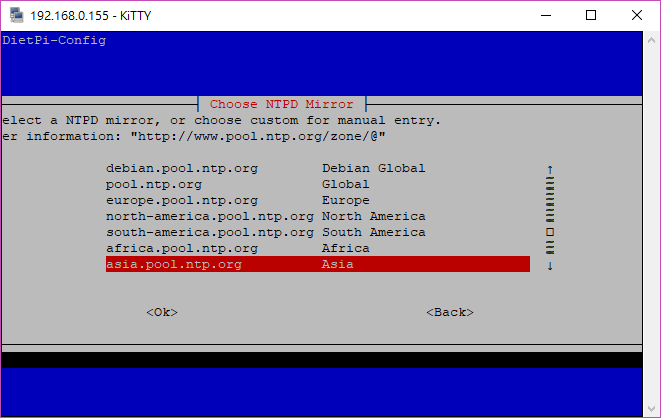 192.168.0.155 - KiTTY
DietPi-Config
Choose NTPD Mirror
elect a NTPD mirror, or choose custom for manual entry.
er information: "http://www.pool.ntp.org/zone/@"
debian.pool.ntp.org Debian Global
pool.ntp.org Global
europe.pool.ntp.org Europe
north-america.pool.ntp.org North America
south-america.pool.ntp.org South America
africa.pool.ntp.org Africa
asia.pool.ntp.org Asia
<Ok> <Back>